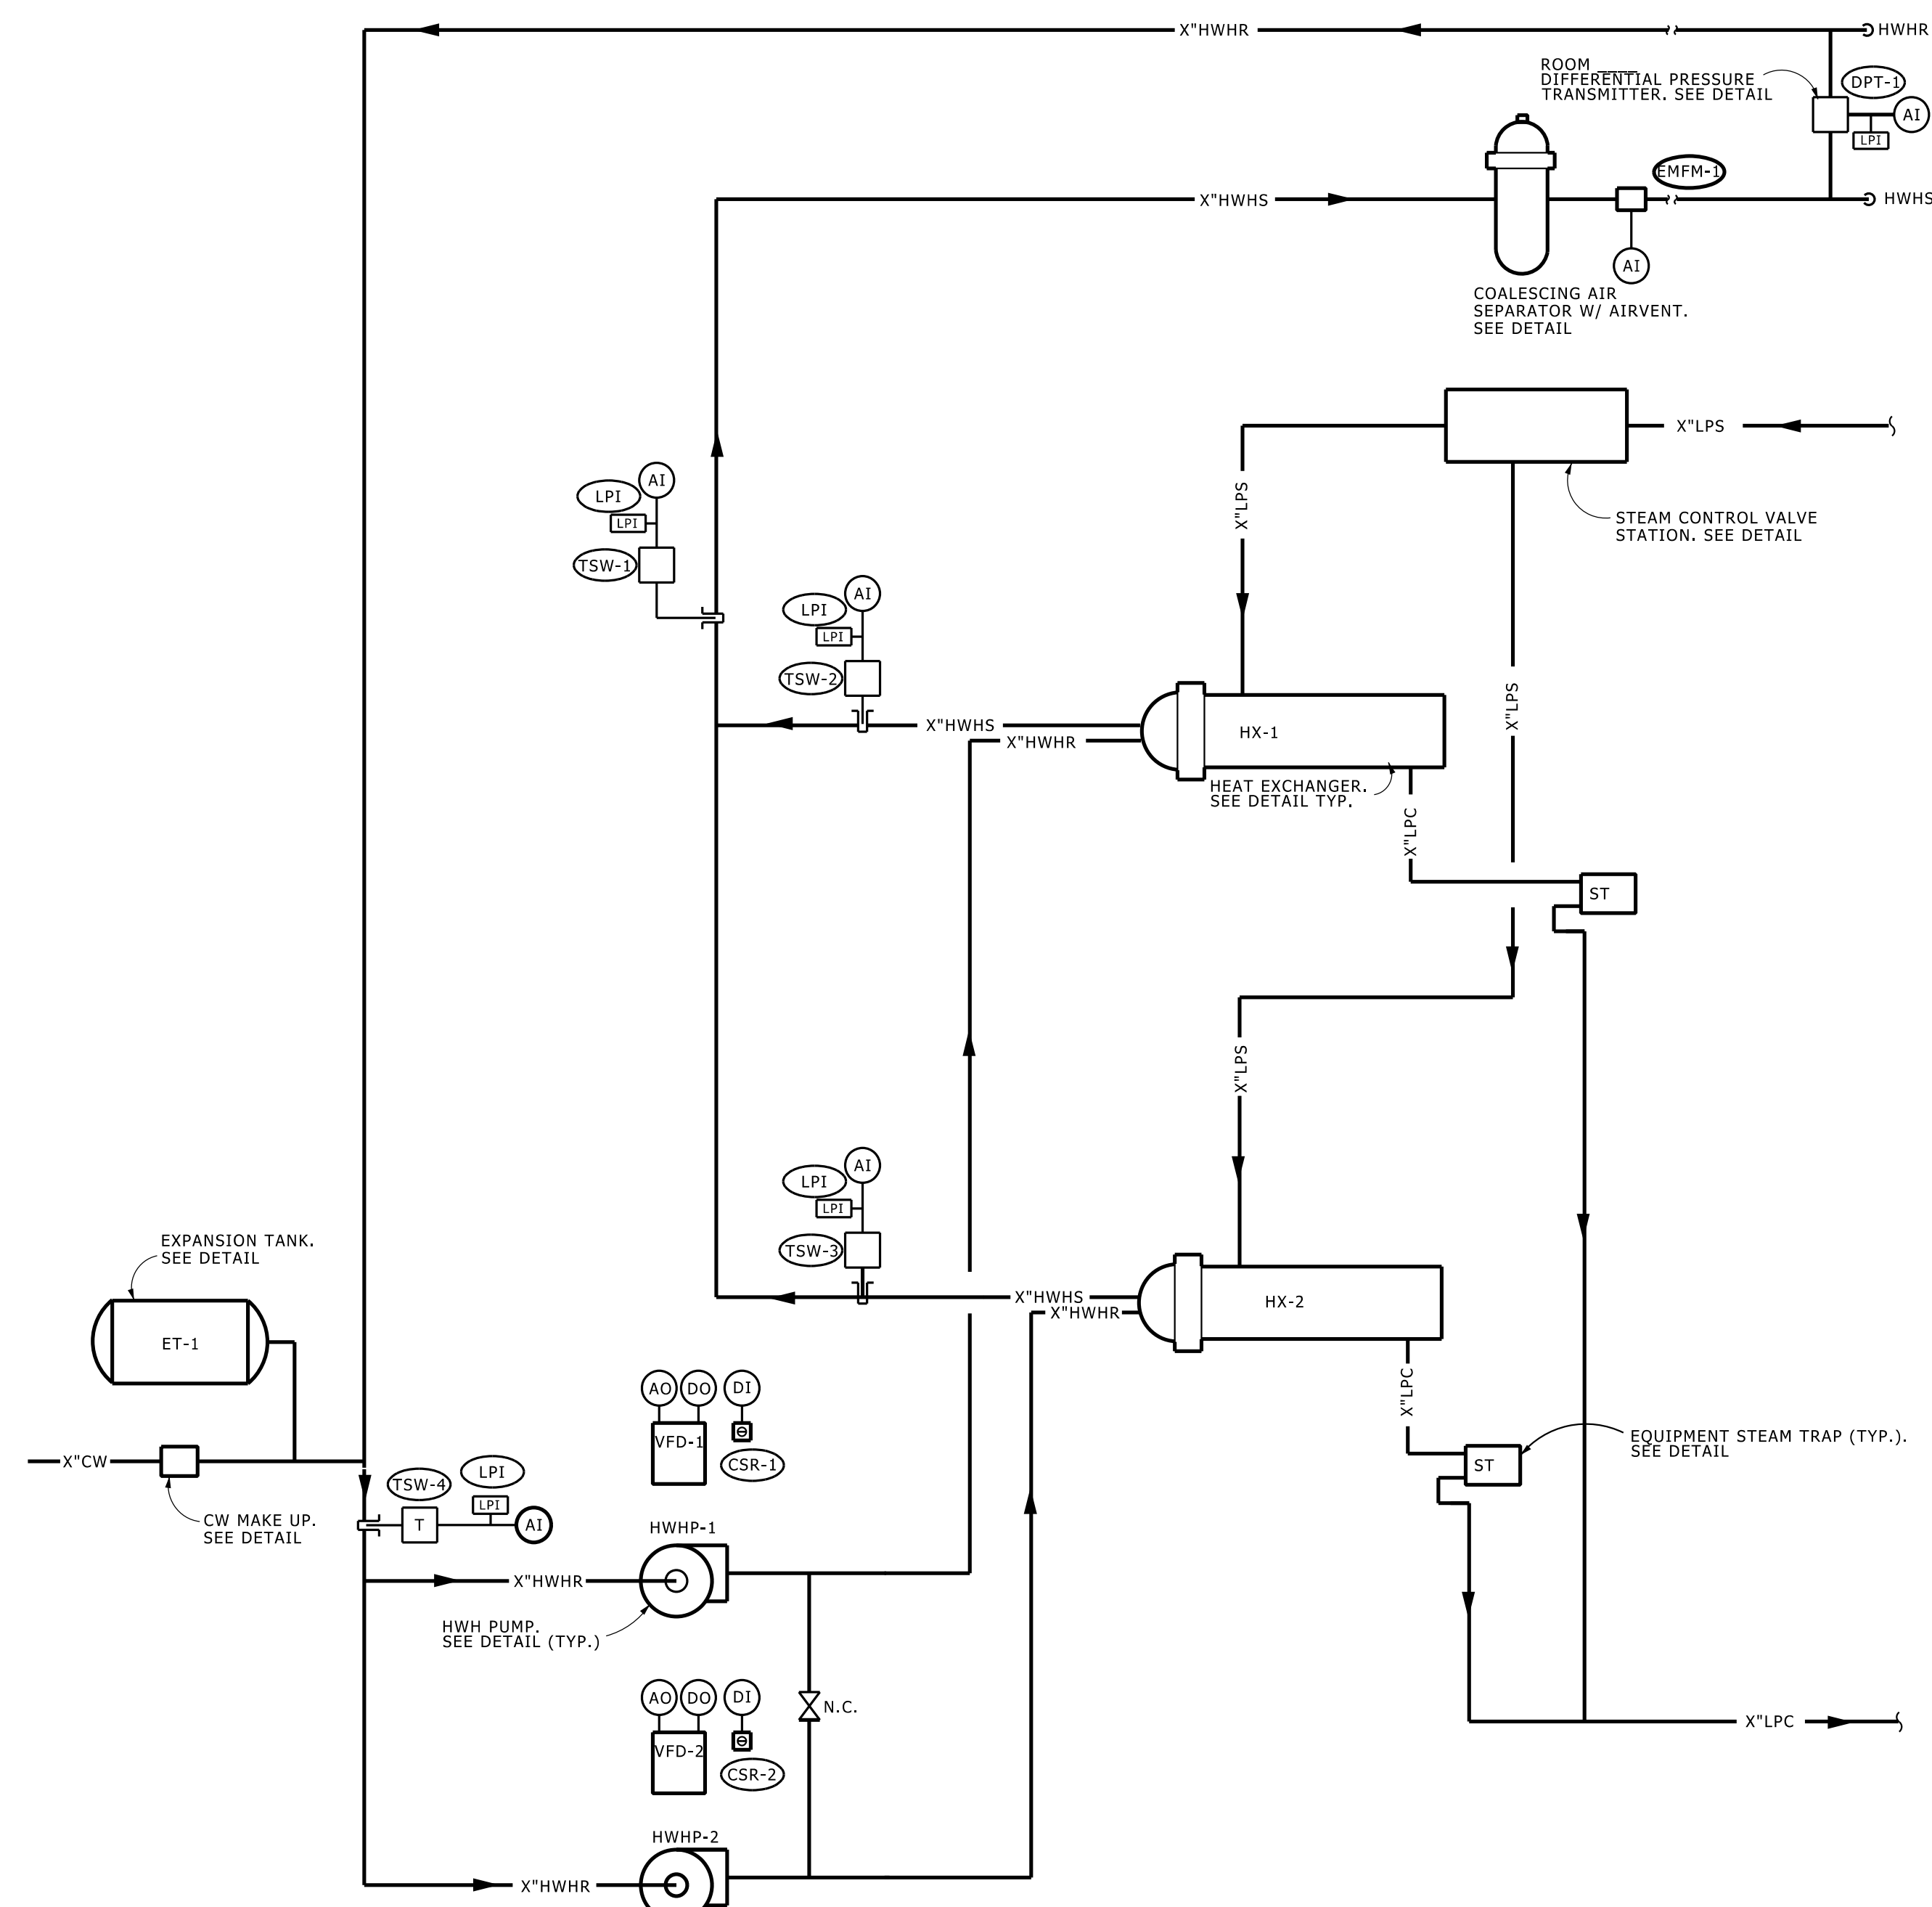 X"HWHR
HWHR
ROOM ____
DIFFERENTIAL PRESSURE
TRANSMITTER. SEE DETAIL
DPT-1
AI
LPI
EMFM-1
X"HWHS
HWHS
AI
COALESCING AIR
SEPARATOR W/ AIRVENT.
SEE DETAIL
X"LPS
X"LPS
STEAM CONTROL VALVE
STATION. SEE DETAIL
AI
LPI
LPI
TSW-1
AI
LPI
LPI
TSW-2
X"LPS
X"HWHS
X"HWHR
HX-1
HEAT EXCHANGER.
SEE DETAIL TYP.
X"LPC
ST
X"LPS
AI
LPI
LPI
TSW-3
EXPANSION TANK.
SEE DETAIL
ET-1
X"HWHS
X"HWHR
HX-2
X"LPC
AO
DO
DI
VFD-1
CSR-1
EQUIPMENT STEAM TRAP (TYP.).
SEE DETAIL
ST
X"CW
TSW-4
LPI
LPI
T
AI
CW MAKE UP.
SEE DETAIL
HWHP-1
X"HWHR
HWH PUMP.
SEE DETAIL (TYP.)
AO
DO
DI
N.C.
VFD-2
CSR-2
X"LPC
HWHP-2
X"HWHR